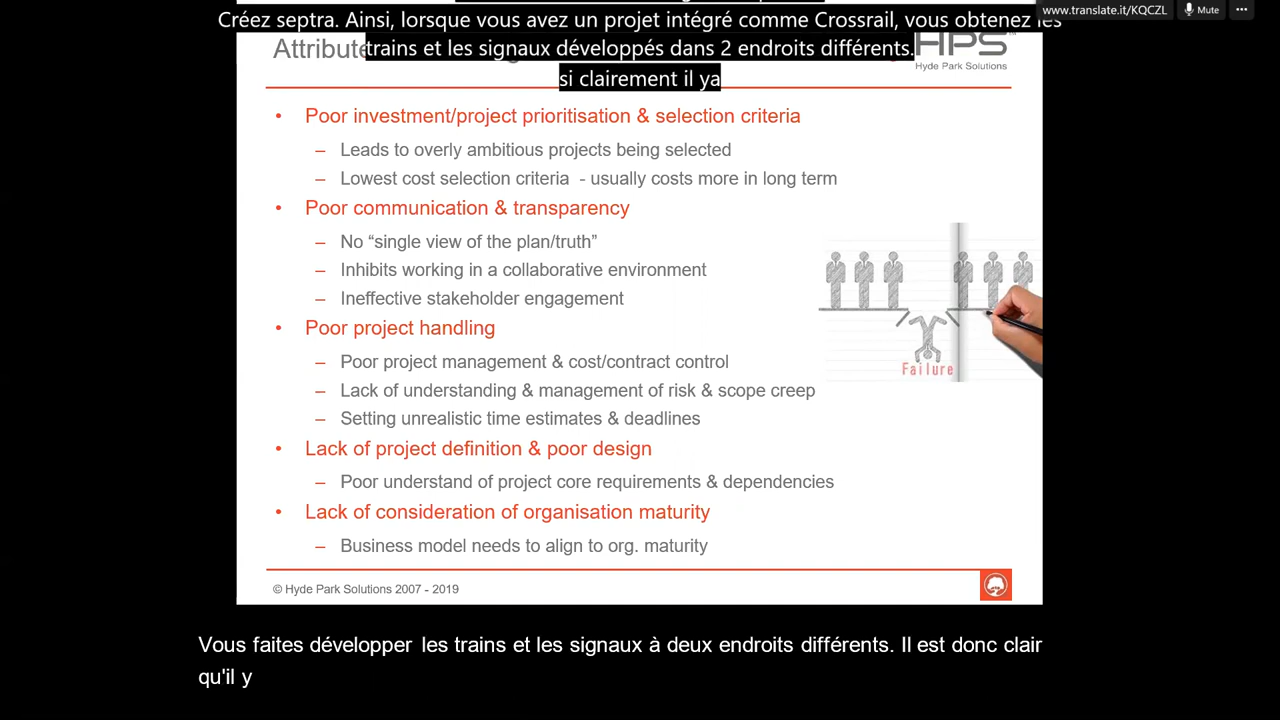 www.translate.it/KQCZL Mute
Créez septra. Ainsi, lorsque vous avez un projet intégré comme Crossrail, vous obtenez les
trains et les signaux développés dans 2 endroits différents.
si clairement il ya
Attribute
HPS
Hyde Park Solutions
• Poor investment/project prioritisation & selection criteria
– Leads to overly ambitious projects being selected
– Lowest cost selection criteria - usually costs more in long term
• Poor communication & transparency
– No “single view of the plan/truth”
– Inhibits working in a collaborative environment
– Ineffective stakeholder engagement
• Poor project handling
– Poor project management & cost/contract control
– Lack of understanding & management of risk & scope creep
– Setting unrealistic time estimates & deadlines
Failure
• Lack of project definition & poor design
– Poor understand of project core requirements & dependencies
• Lack of consideration of organisation maturity
– Business model needs to align to org. maturity
© Hyde Park Solutions 2007 - 2019
Vous faites développer les trains et les signaux à deux endroits différents. Il est donc clair
qu'il y